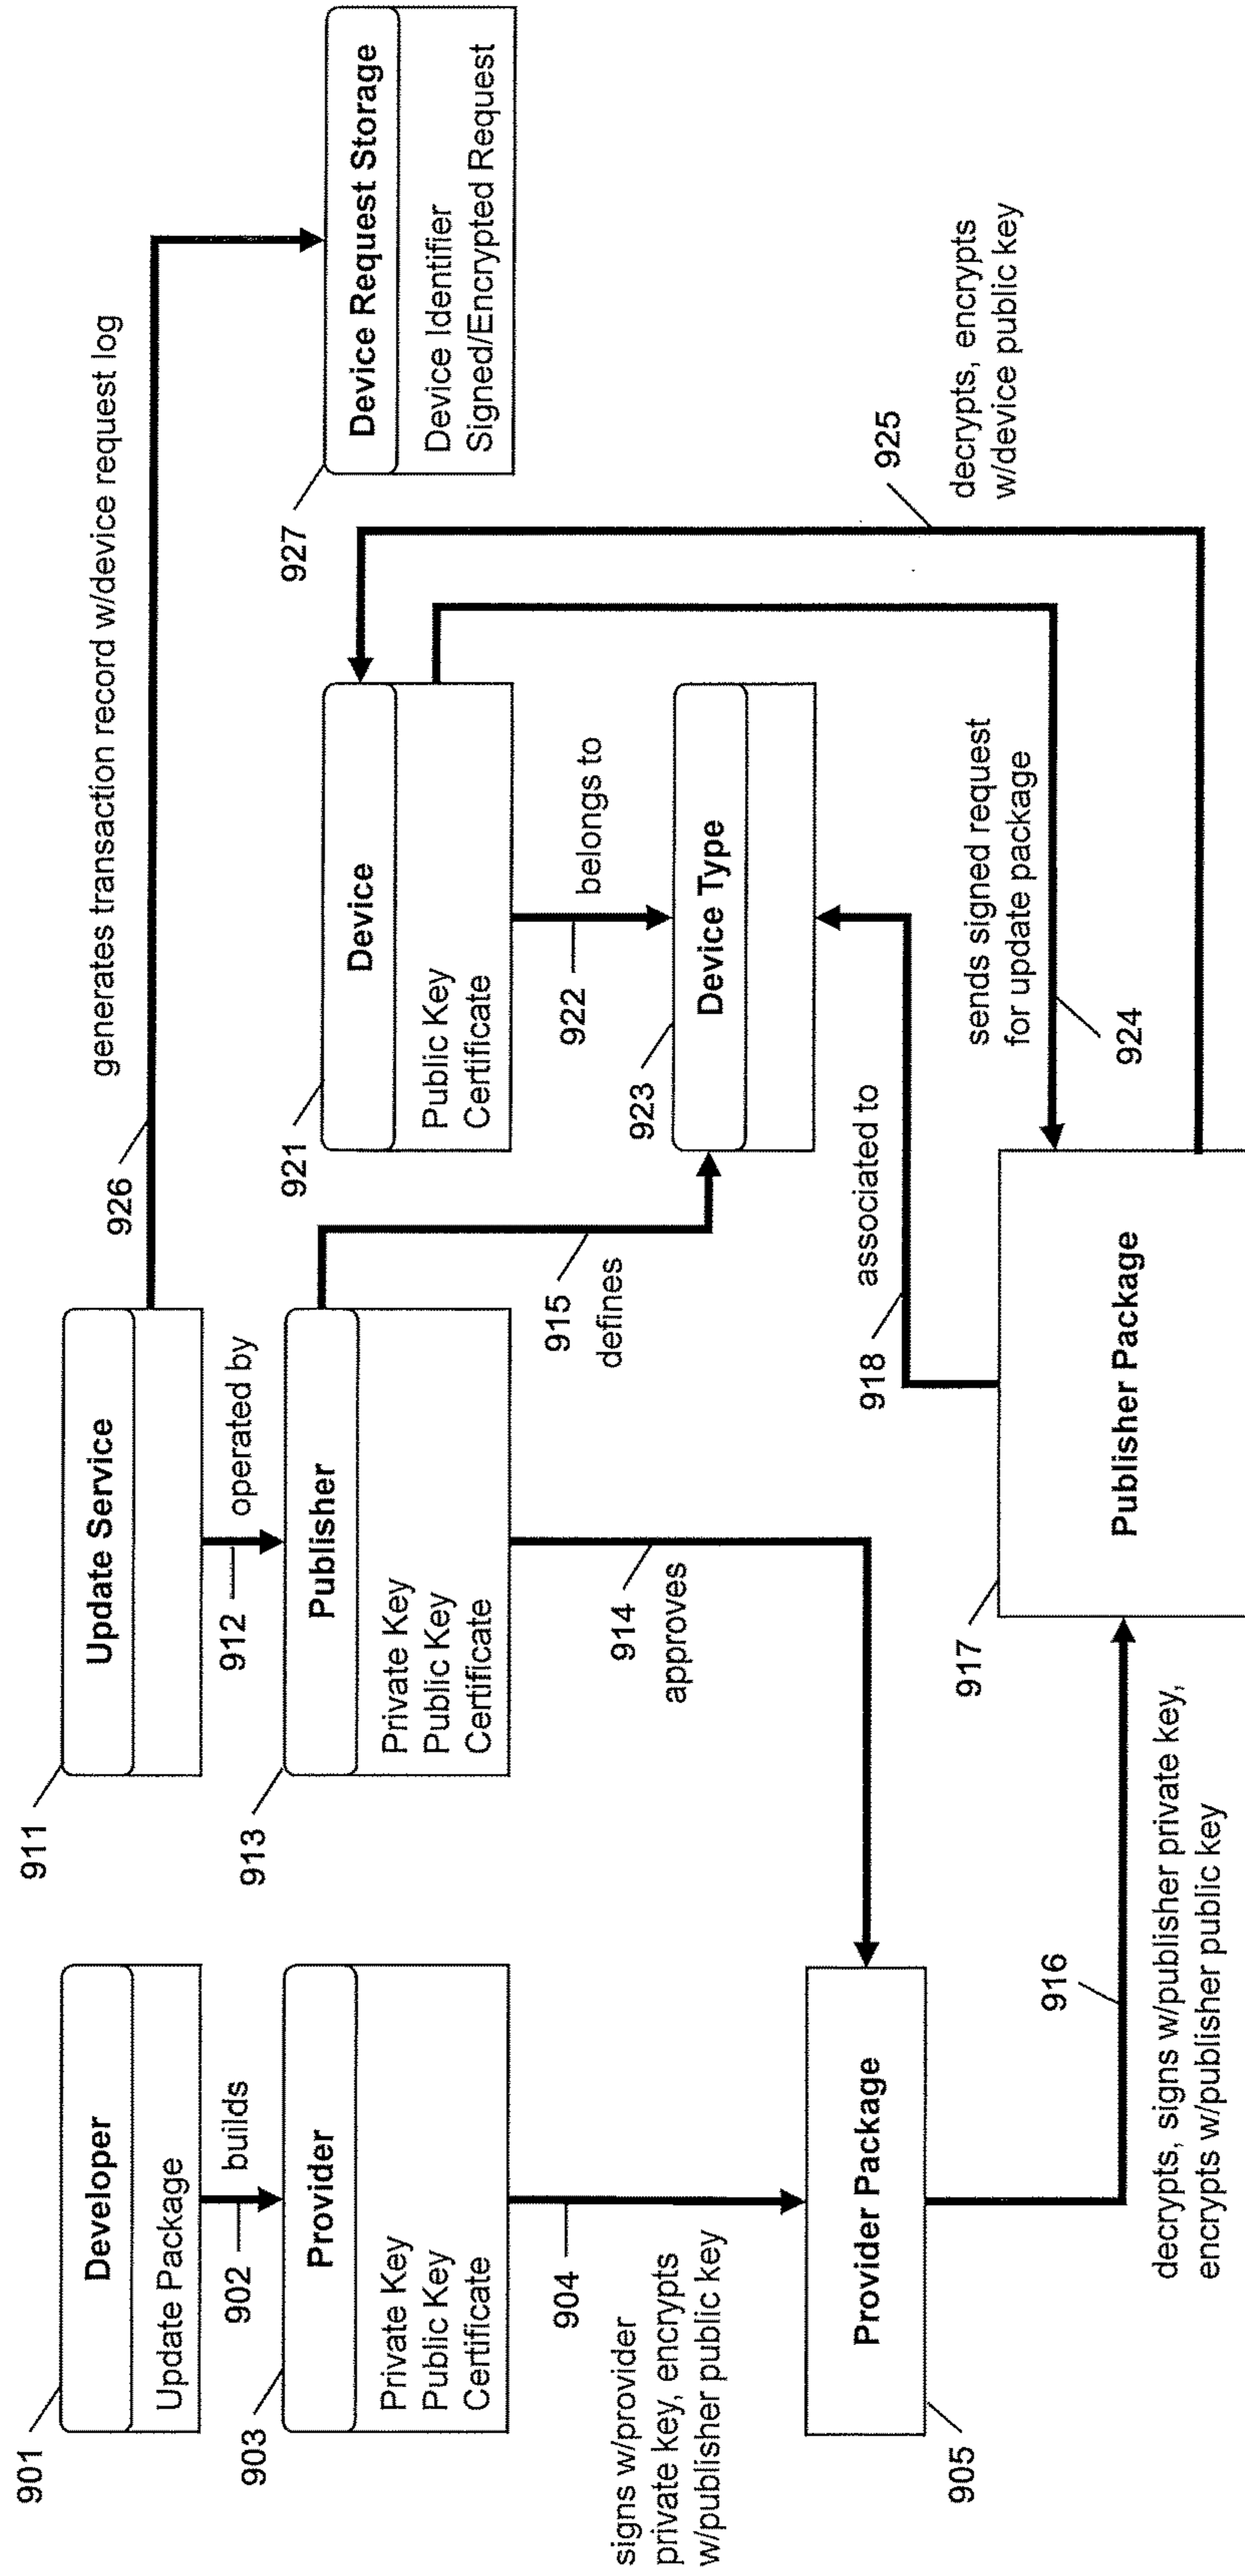 901
Developer
Update Package
902
builds
903
Provider
Private Key
Public Key
Certificate
904
signs w/provider
private key, encrypts
w/publisher public key
Provider Package
905
911
Update Service
912
operated by
913
Publisher
Private Key
Public Key
Certificate
914
approves
915
defines
916
decrypts, signs w/publisher private key,
encrypts w/publisher public key
917
Publisher Package
918
associated to
926
generates transaction record w/device request log
921
Device
Public Key
Certificate
922
belongs to
923
Device Type
sends signed request
for update package
924
925
decrypts, encrypts
w/device public key
927
Device Request Storage
Device Identifier
Signed/Encrypted Request